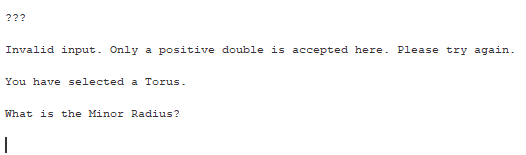 ???
Invalid input. Only a positive double is accepted here. Please try again.
You have selected a Torus.
What is the Minor Radius?